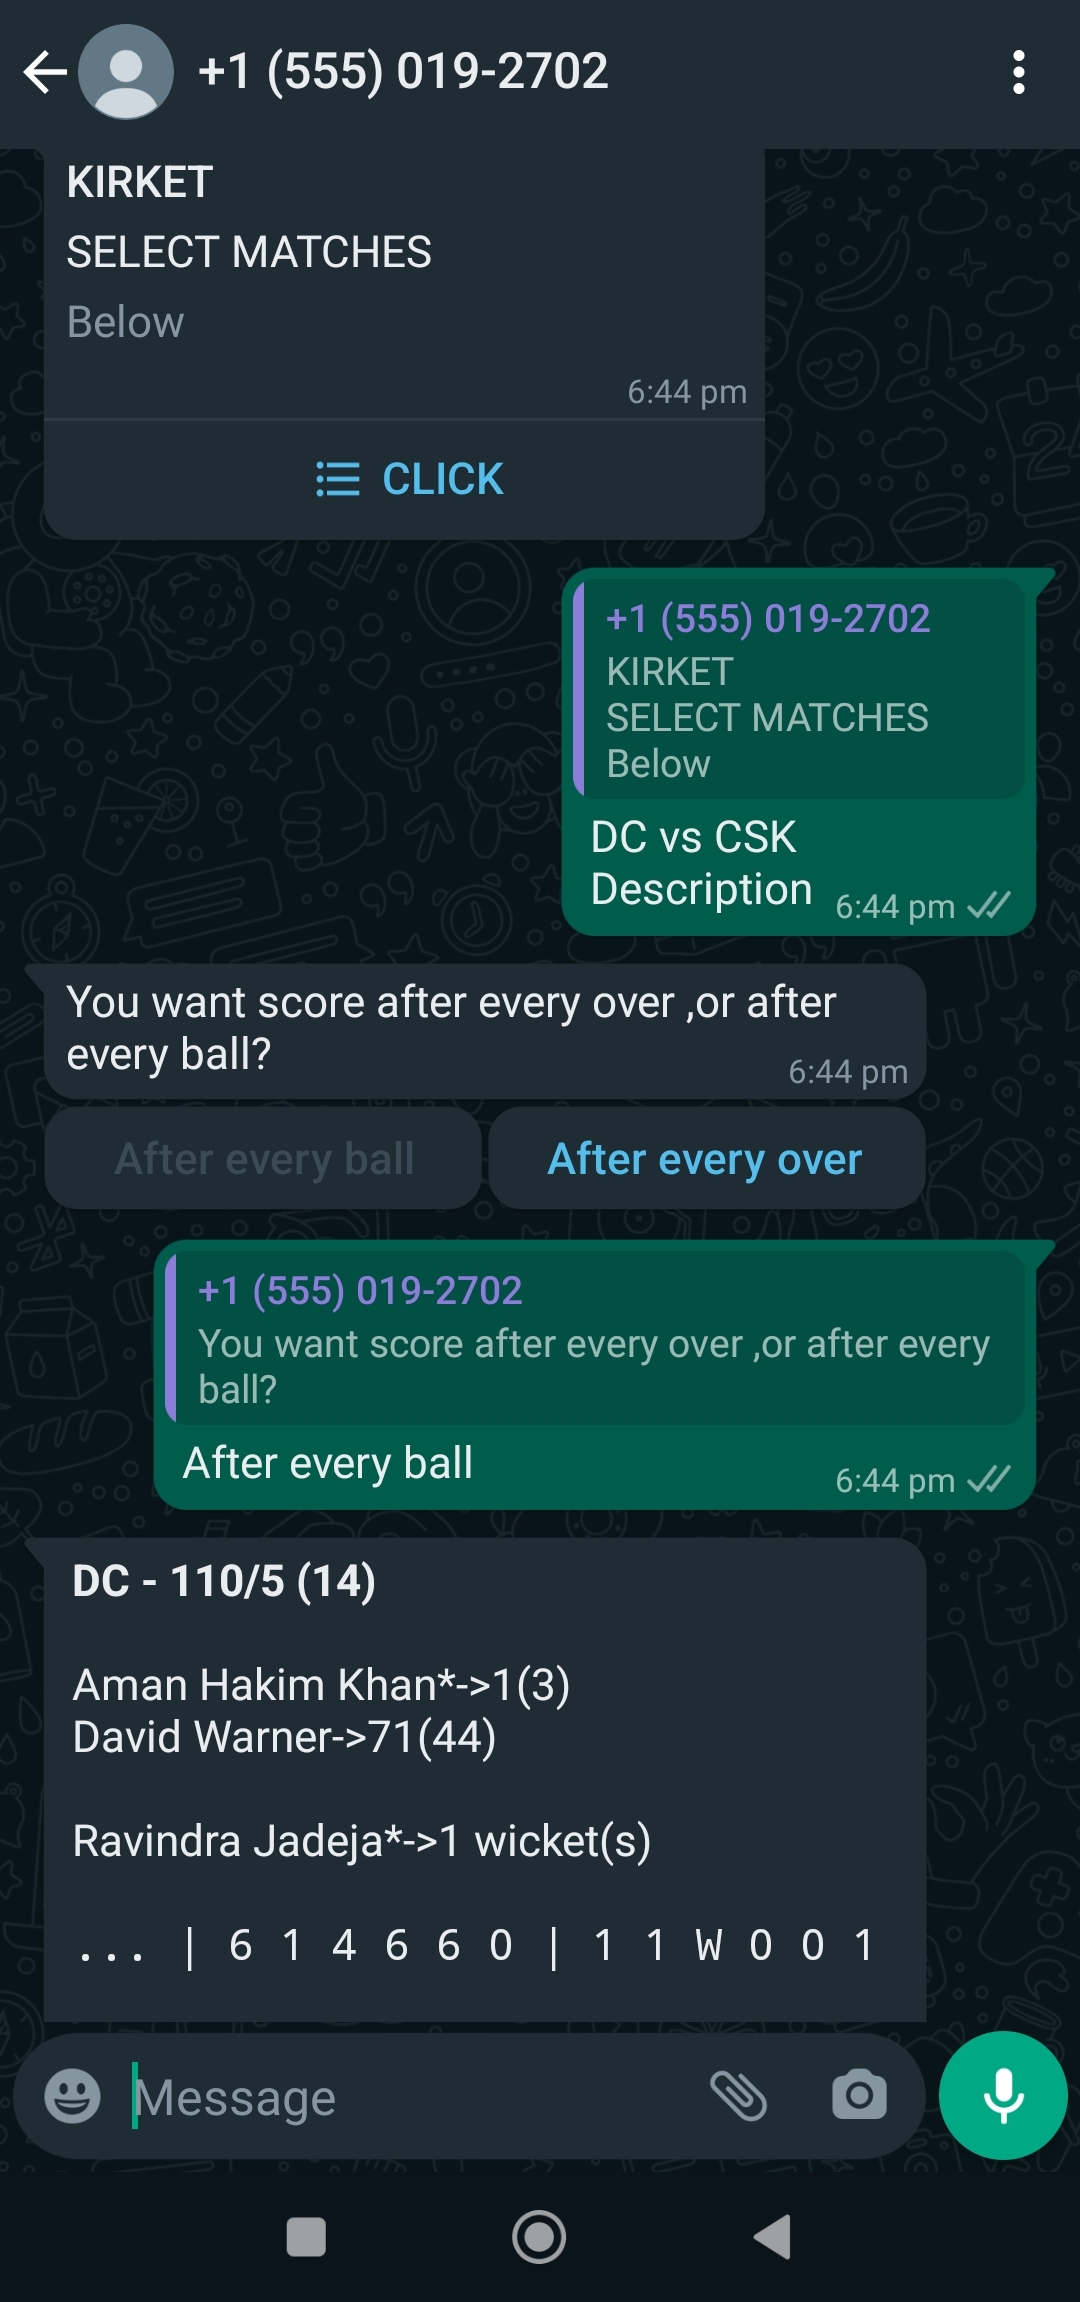 +1 (555) 019-2702
KIRKET
SELECT MATCHES
Below
6:44 pm
CLICK
+1 (555) 019-2702
KIRKET
SELECT MATCHES
Below
DC vs CSK
Description
6:44 pm
You want score after every over ,or after
every ball?
6:44 pm
After every ball
After every over
+1 (555) 019-2702
You want score after every over ,or after every
ball?
After every ball
6:44 pm
DC - 110/5 (14)
Aman Hakim Khan*->1(3)
David Warner->71(44)
Ravindra Jadeja*->1 wicket(s)
... | 6 1 4 6 6 0 | 1 1 W 0 0 1
Message